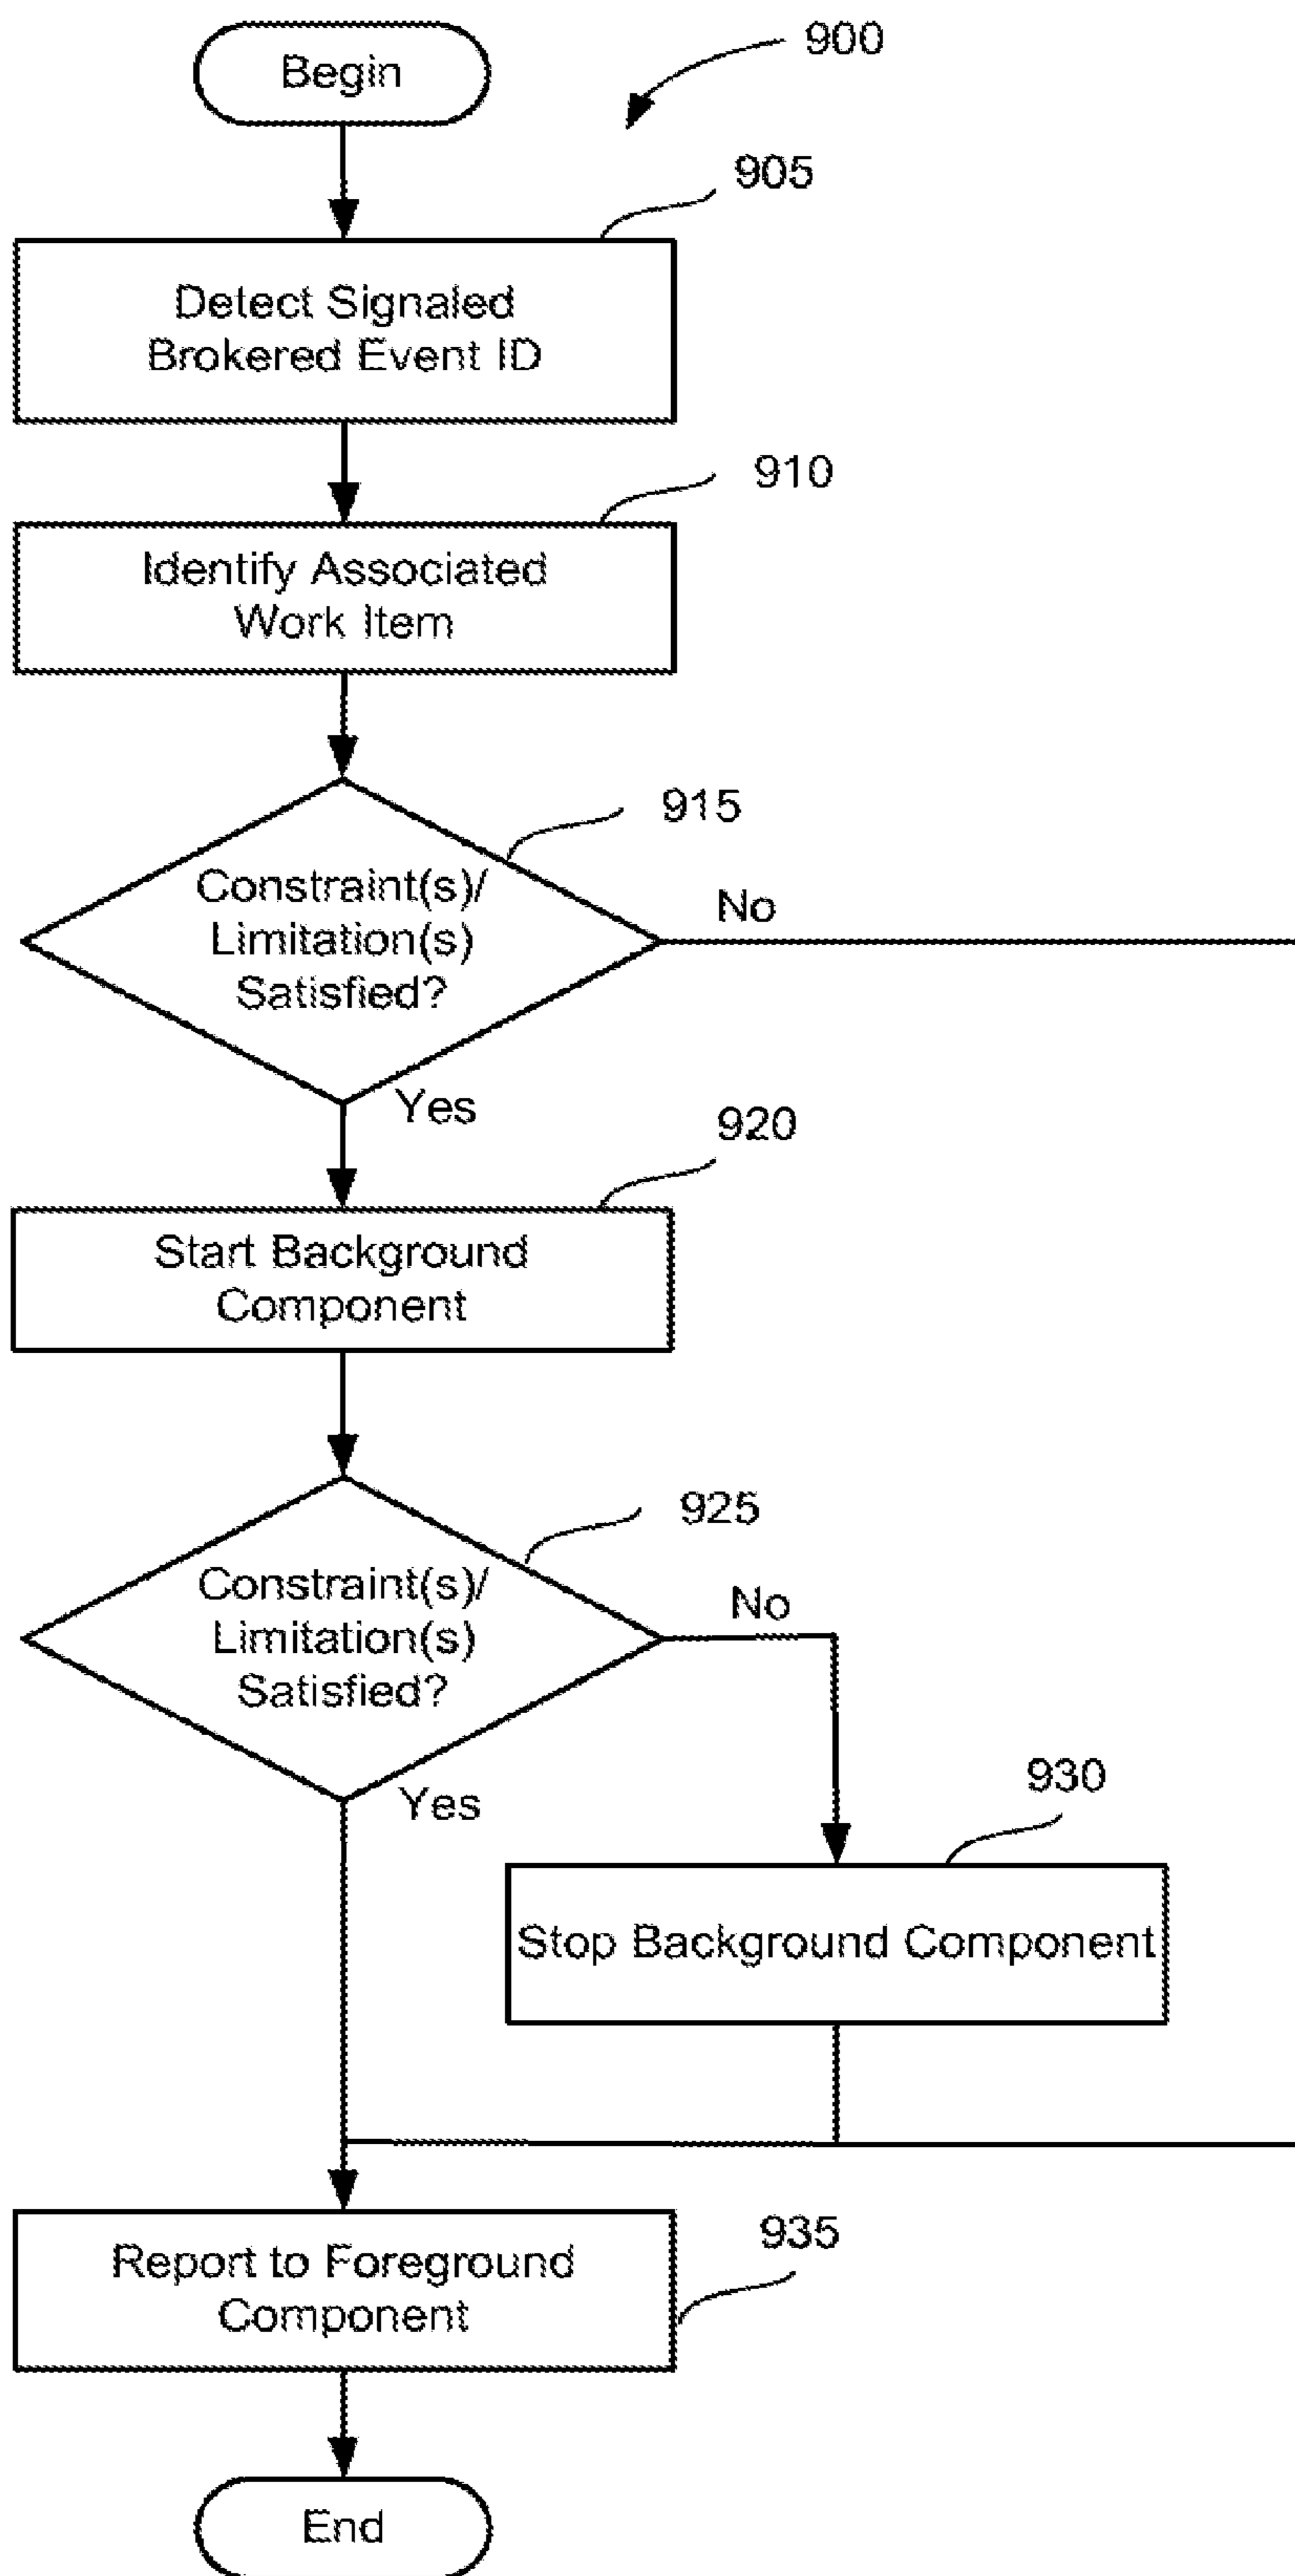 Begin
900
905
Detect Signaled
Brokered Event ID
910
Identify Associated
Work Item
915
Constraint(s)/
Limitation(s)
Satisfied?
No
Yes
920
Start Background
Component
925
Constraint(s)/
Limitation(s)
Satisfied?
No
Yes
930
Stop Background Component
935
Report to Foreground
Component
End